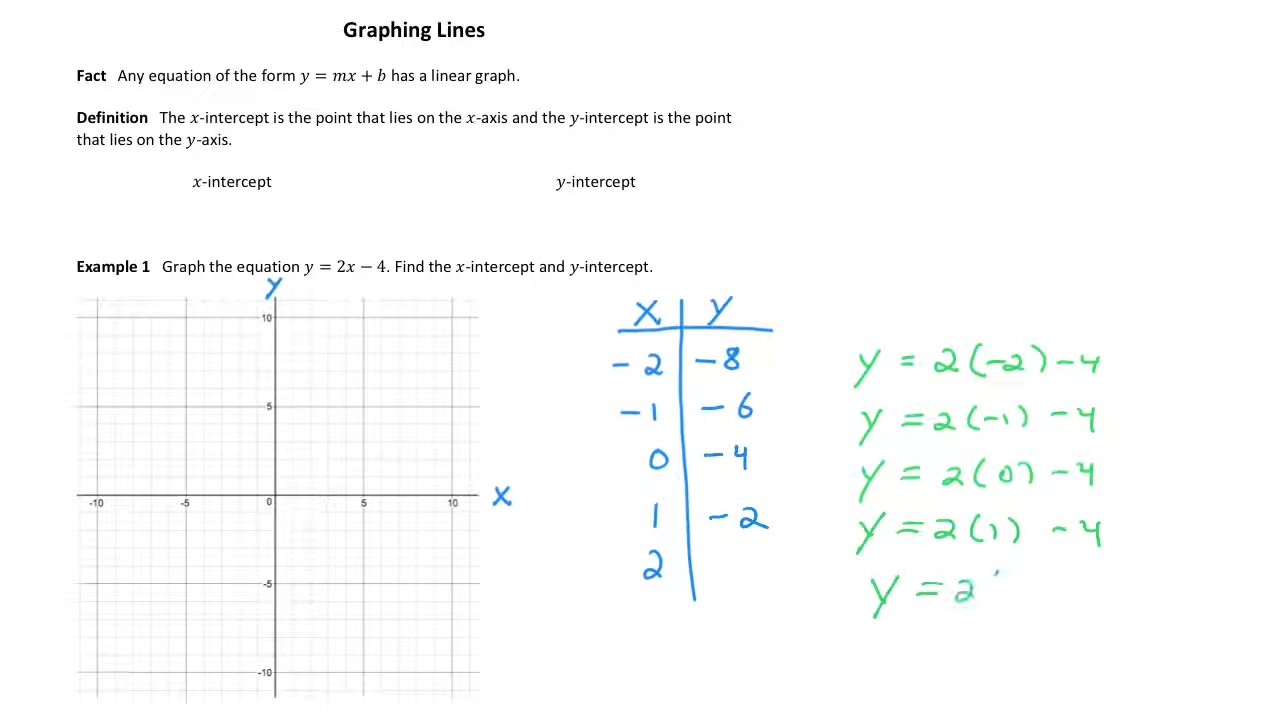 Graphing Lines
Fact Any equation of the form y = mx + b has a linear graph.
Definition The x-intercept is the point that lies on the x-axis and the y-intercept is the point
that lies on the y-axis.
x-intercept y-intercept
Example 1 Graph the equation y = 2x − 4. Find the x-intercept and y-intercept.
y
10
5
-10 -5 0 5 10 x
-5
-10
x y
-2 -8
-1 -6
0 -4
1 -2
2
y = 2(-2) - 4
y = 2(-1) - 4
y = 2(0) - 4
y = 2(1) - 4
y = 2